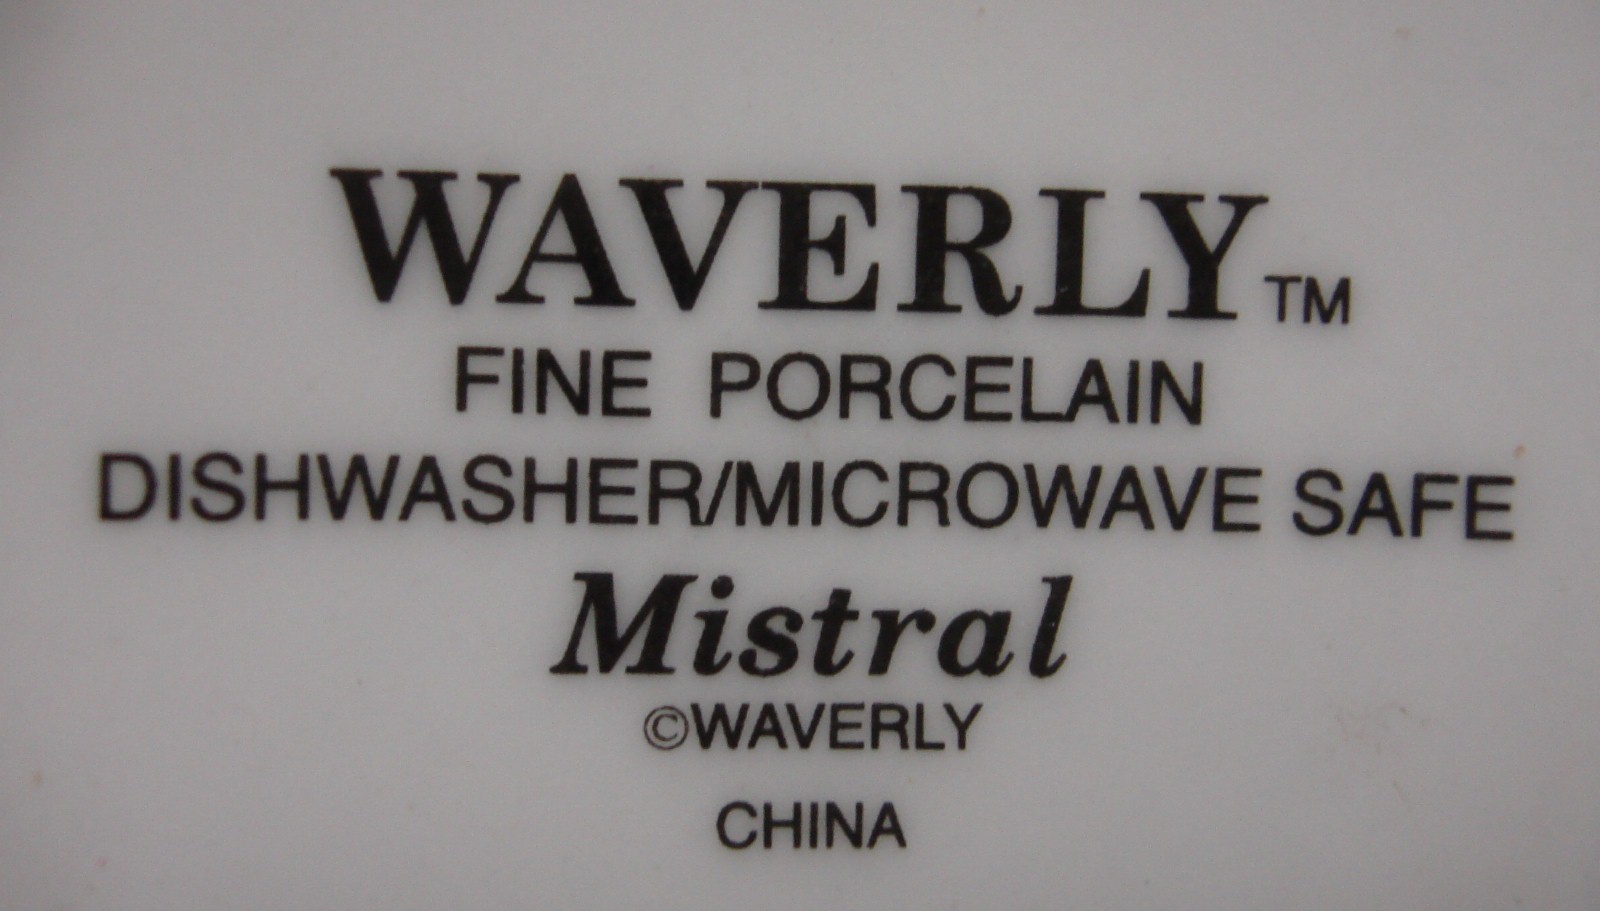 WAVERLY™
FINE PORCELAIN
DISHWASHER/MICROWAVE SAFE
Mistral
©WAVERLY
CHINA